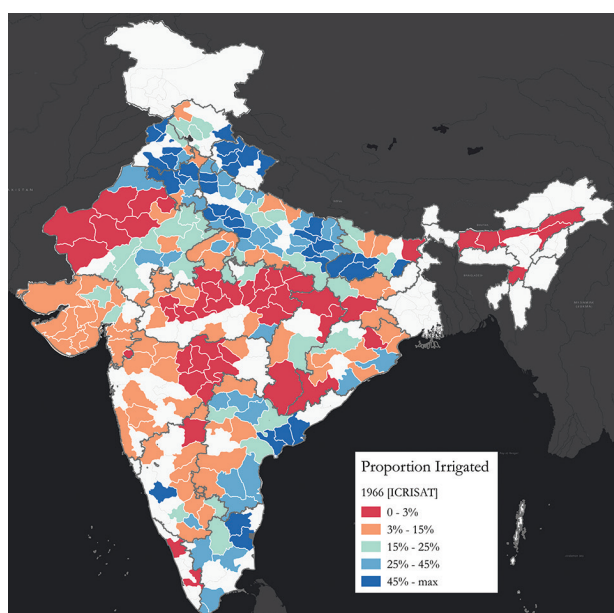 Proportion Irrigated
1966 [ICRISAT]
0 - 3%
3% - 15%
15% - 25%
25% - 45%
45% - max